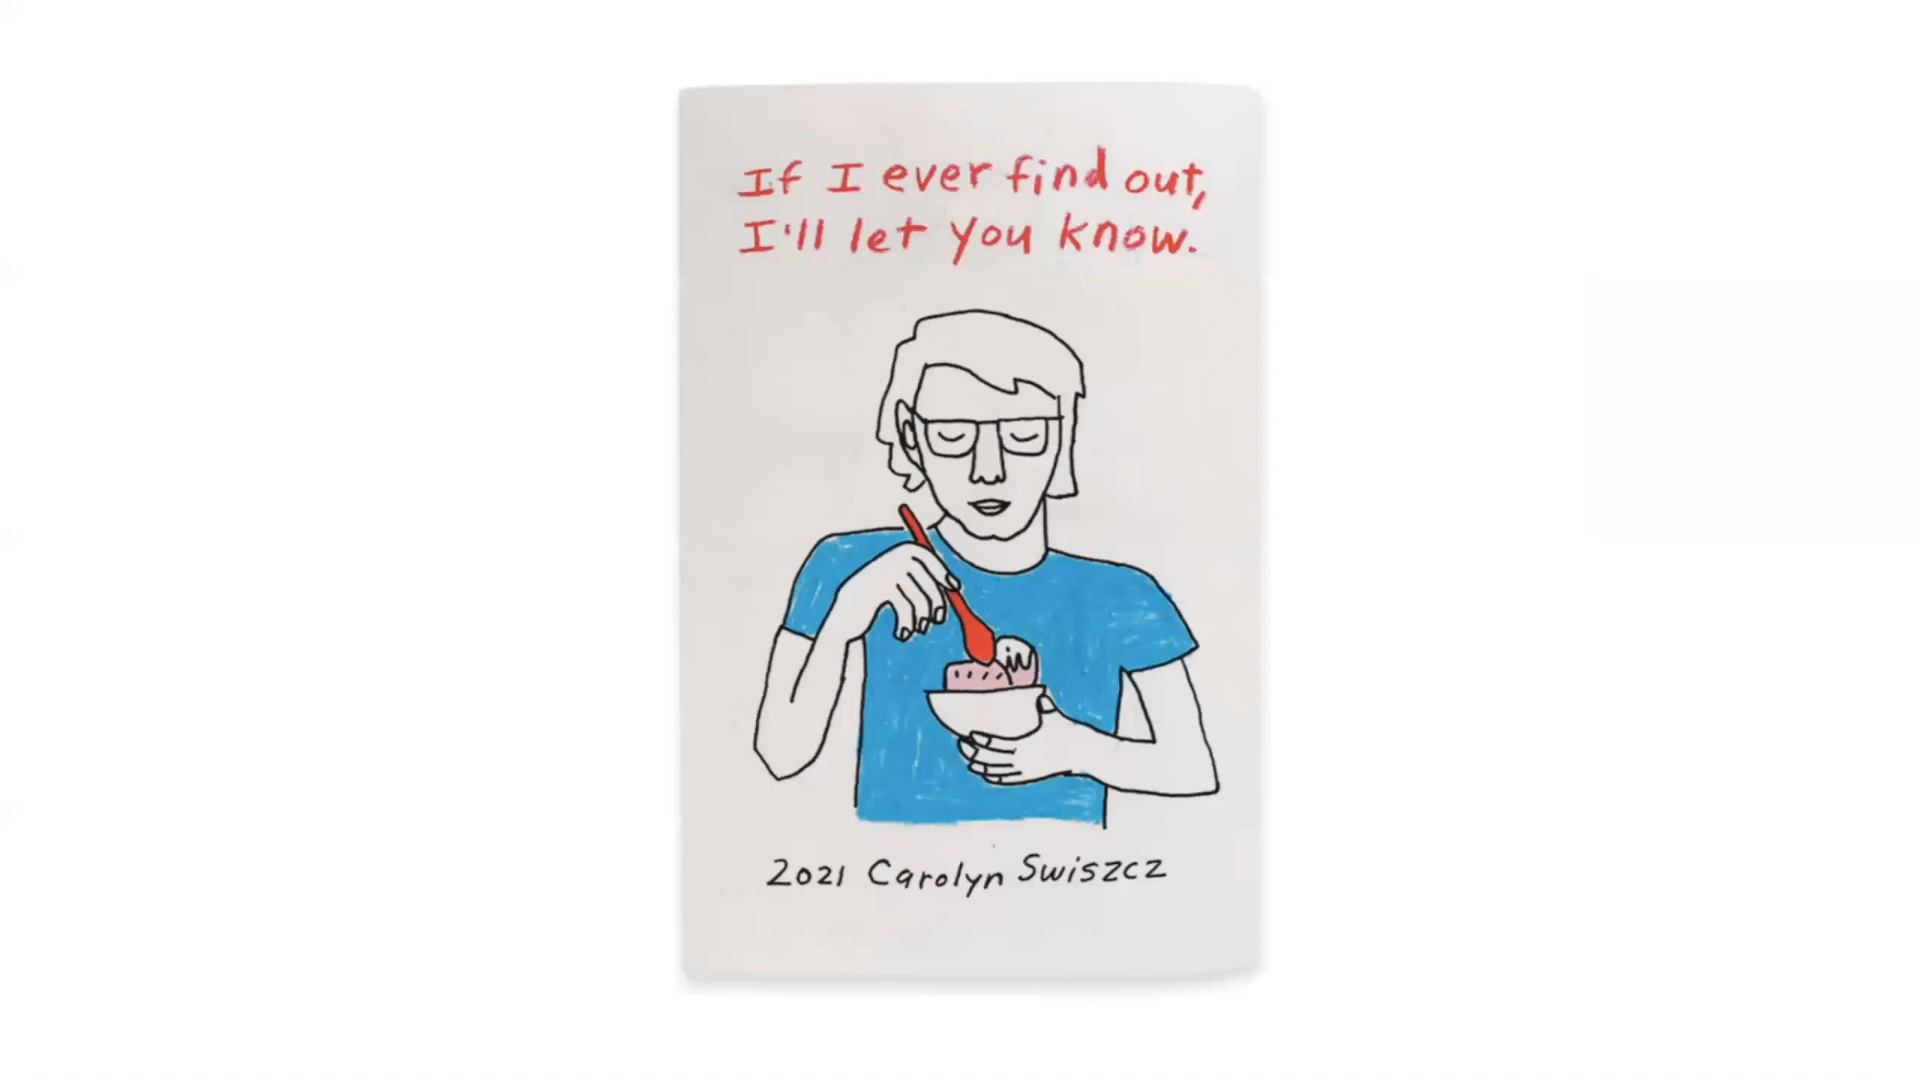 If I ever find out,
I'll let you know.
2021 Carolyn Swiszcz